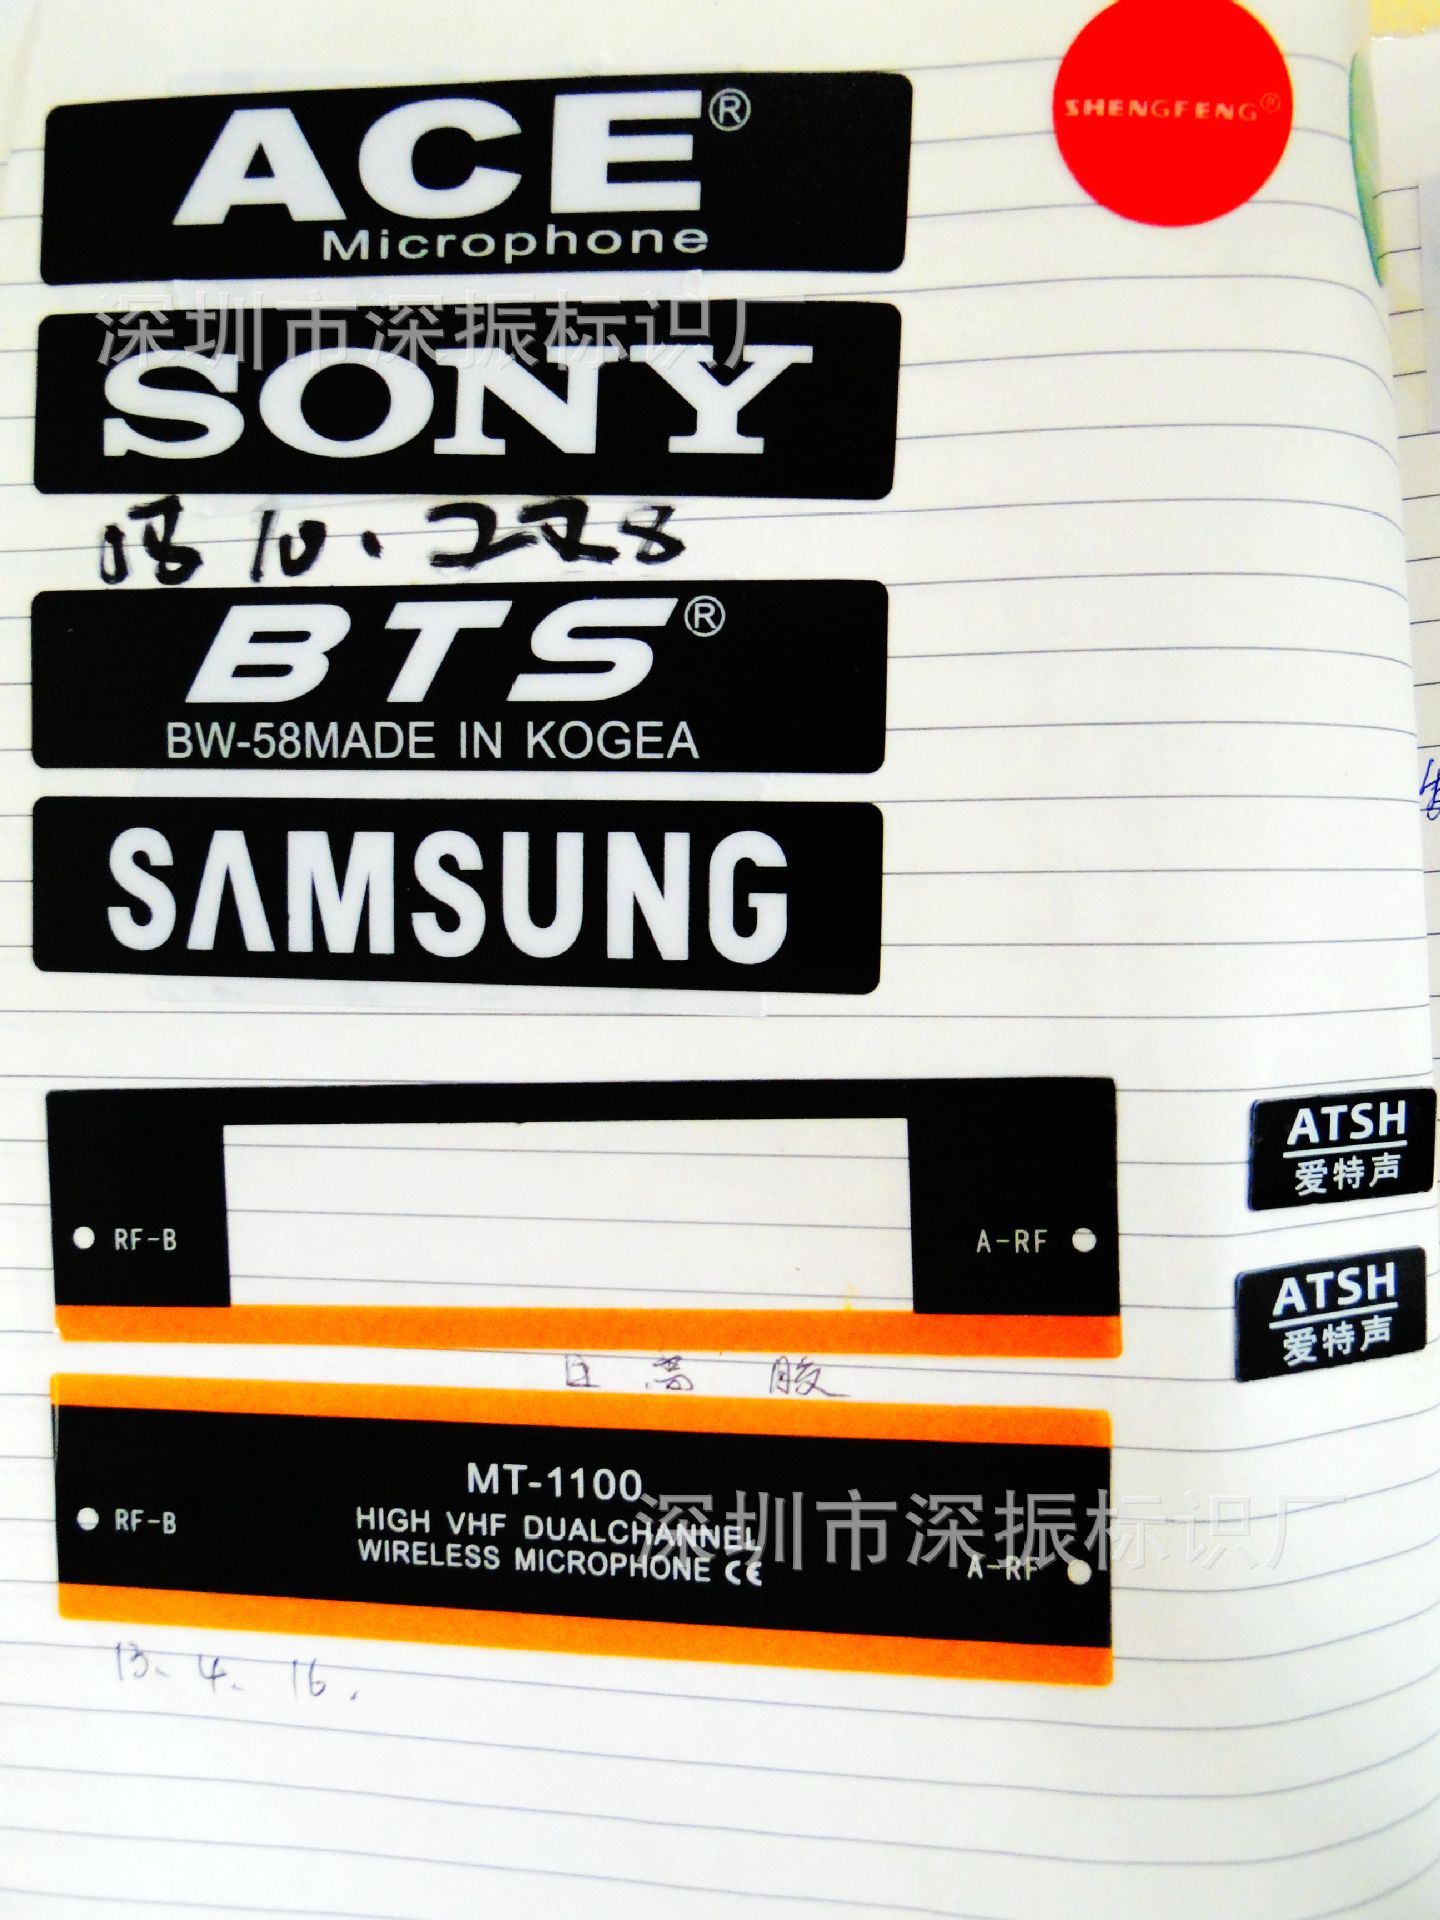 ACE®
Microphone
SHENGFENG®
深圳市深振标识厂
SONY
BTS®
BW-58MADE IN KOGEA
SAMSUNG
RF-B
A-RF
ATSH
爱特声
ATSH
爱特声
MT-1100
HIGH VHF DUALCHANNEL
WIRELESS MICROPHONE CE
RF-B
A-RF
深圳市深振标识厂
13.4.16.